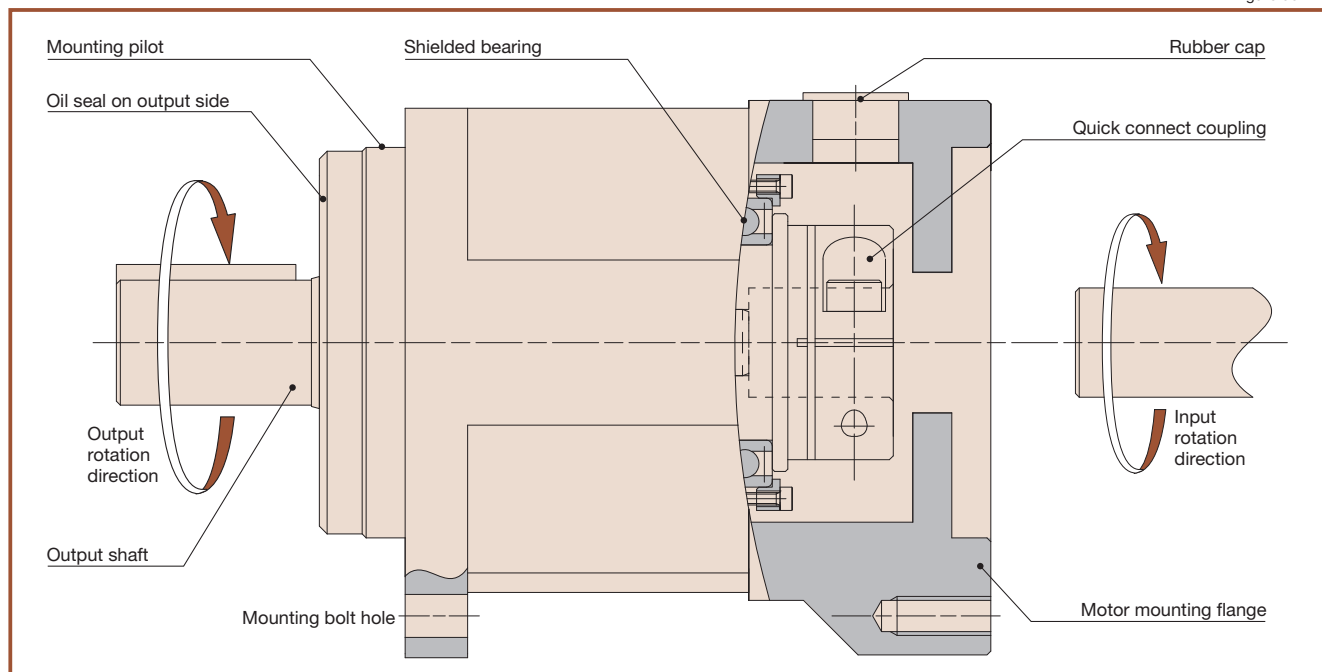 Mounting pilot
Shielded bearing
Rubber cap
Oil seal on output side
Quick connect coupling
Output
rotation
direction
Input
rotation
direction
Output shaft
Mounting bolt hole
Motor mounting flange